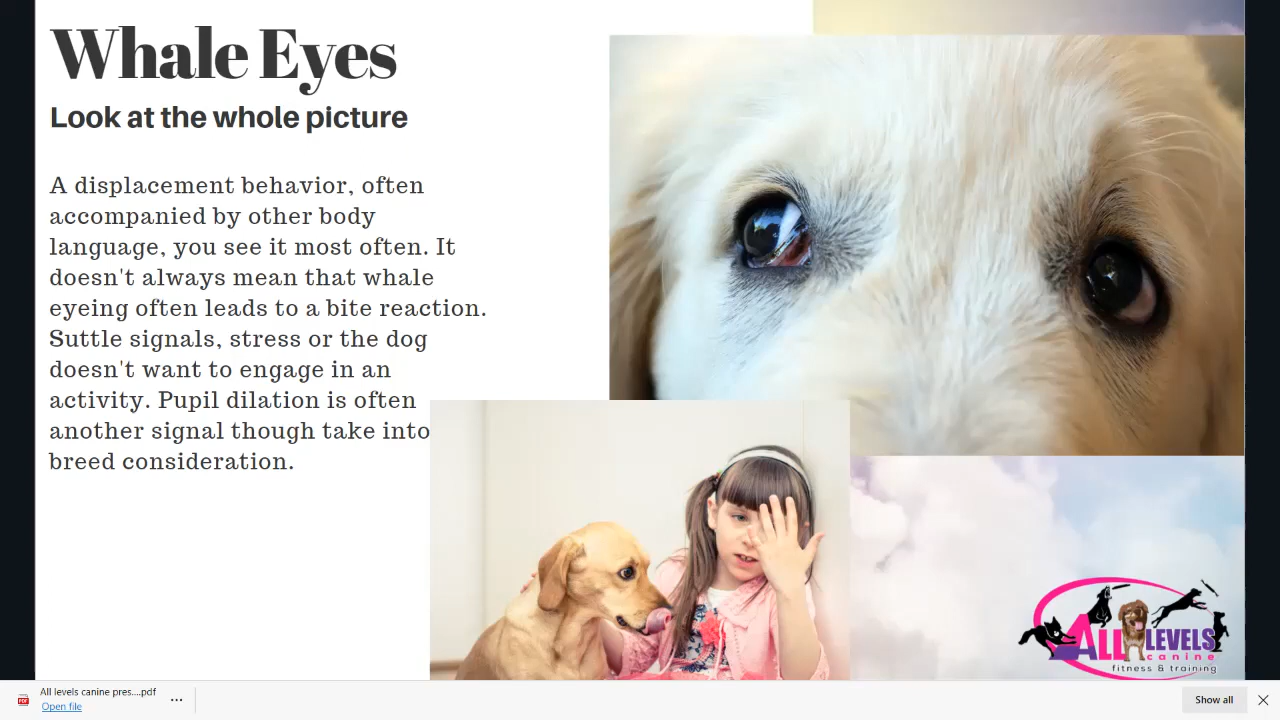 Whale Eyes
Look at the whole picture
A displacement behavior, often
accompanied by other body
language, you see it most often. It
doesn't always mean that whale
eyeing often leads to a bite reaction.
Suttle signals, stress or the dog
doesn't want to engage in an
activity. Pupil dilation is often
another signal though take into
breed consideration.
ALL LEVELS
canine
fitness & training
All levels canine pres....pdf
Open file
...
Show all
PDF